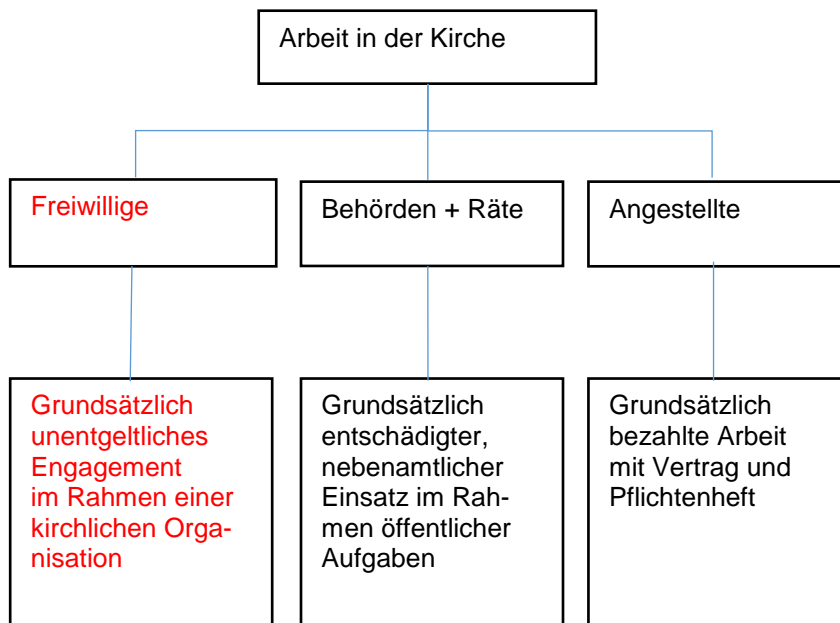 Arbeit in der Kirche
Freiwillige
Behörden + Räte
Angestellte
Grundsätzlich
unentgeltliches
Engagement
im Rahmen einer
kirchlichen Orga-
nisation
Grundsätzlich
entschädigter,
nebenamtlicher
Einsatz im Rah-
men öffentlicher
Aufgaben
Grundsätzlich
bezahlte Arbeit
mit Vertrag und
Pflichtenheft